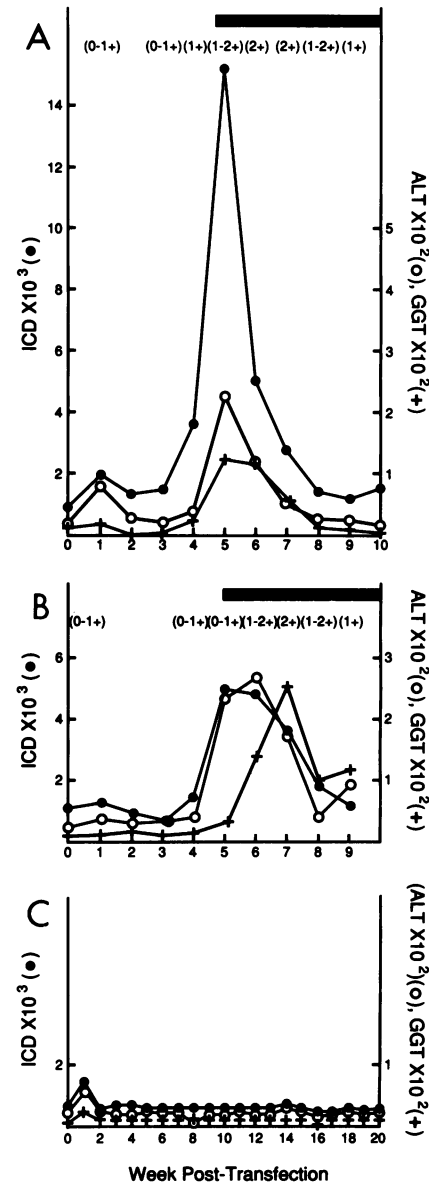 A
(0-1+) (0-1+)(1+)(1-2+)(2+) (2+)(1-2+)(1+)
14
12
10
8
6
4
2
5
4
3
2
1
ICD X10³ (●)
ALT X10²(o), GGT X10²(+)
0 1 2 3 4 5 6 7 8 9 10
B
(0-1+) (0-1+)(0-1+)(1-2+)(2+)(1-2+)(1+)
6
4
2
3
2
1
ICD X10³ (●)
ALT X10²(o), GGT X10²(+)
0 1 2 3 4 5 6 7 8 9
C
2
1
ICD X10³ (●)
(ALT X10²)(o), GGT X10²(+)
0 2 4 6 8 10 12 14 16 18 20
Week Post-Transfection